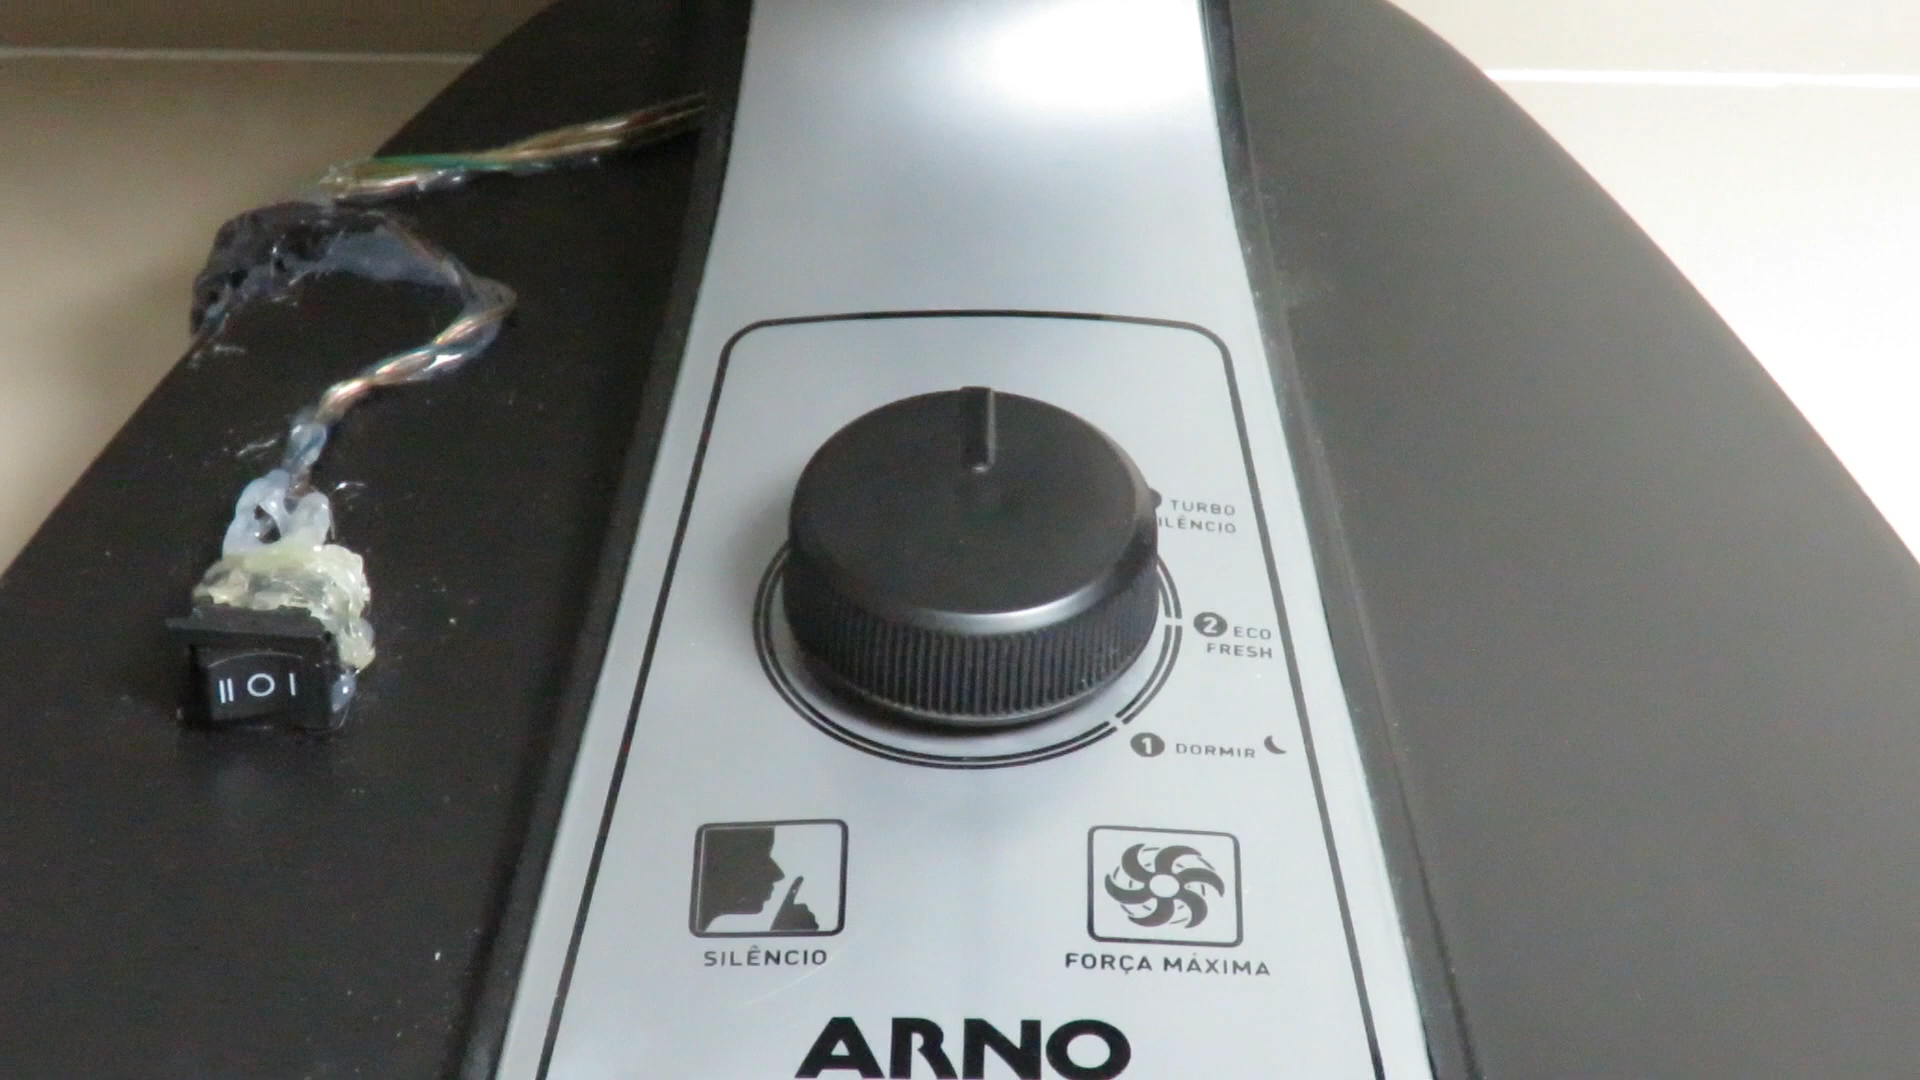 TURBO
ILÊNCIO
2 ECO
FRESH
II O I
1 DORMIR
SILÊNCIO
FORÇA MÁXIMA
ARNO